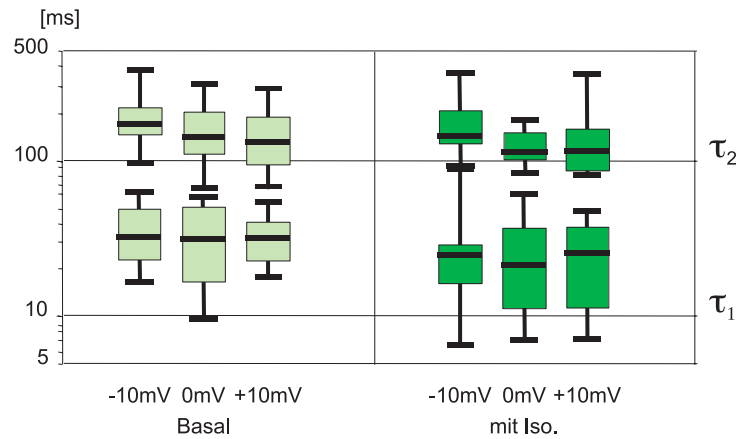 [ms]
500
100
τ2
10
τ1
5
-10mV 0mV +10mV -10mV 0mV +10mV
Basal mit Iso.